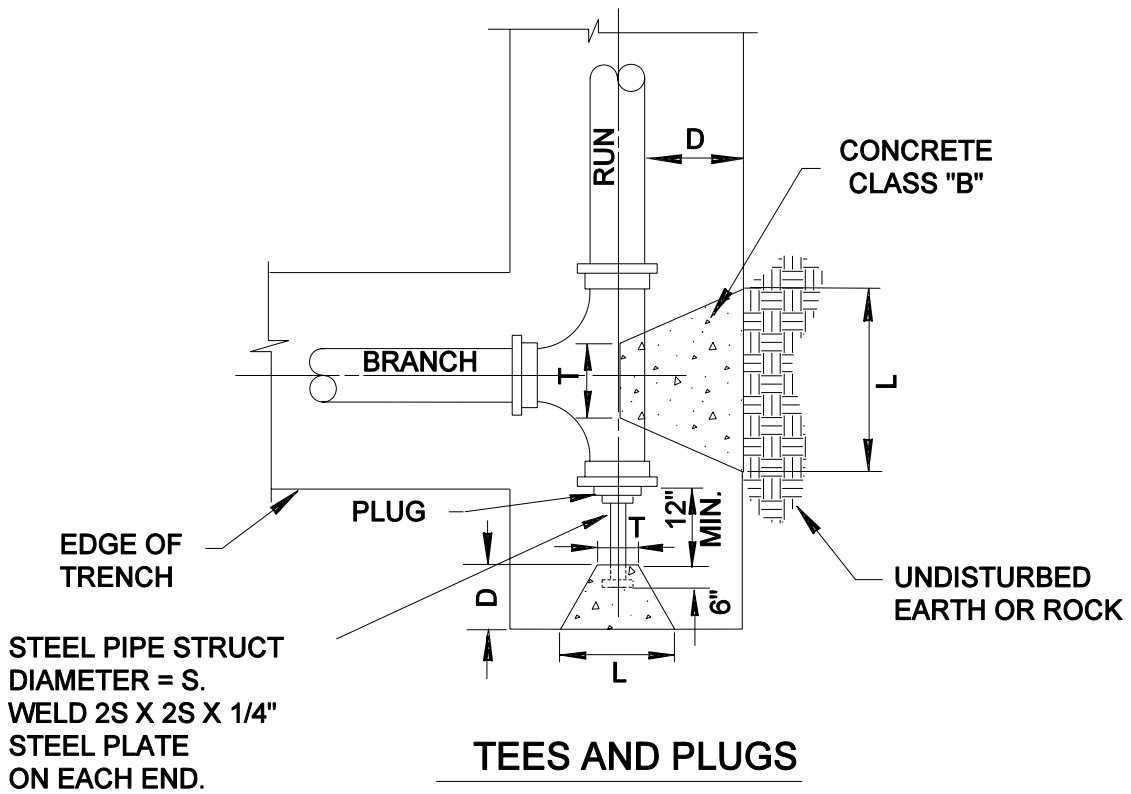 RUN
D
CONCRETE
CLASS "B"
BRANCH
T
L
PLUG
12"
MIN.
T
EDGE OF
TRENCH
D
6"
UNDISTURBED
EARTH OR ROCK
L
STEEL PIPE STRUCT
DIAMETER = S.
WELD 2S X 2S X 1/4"
STEEL PLATE
ON EACH END.
TEES AND PLUGS